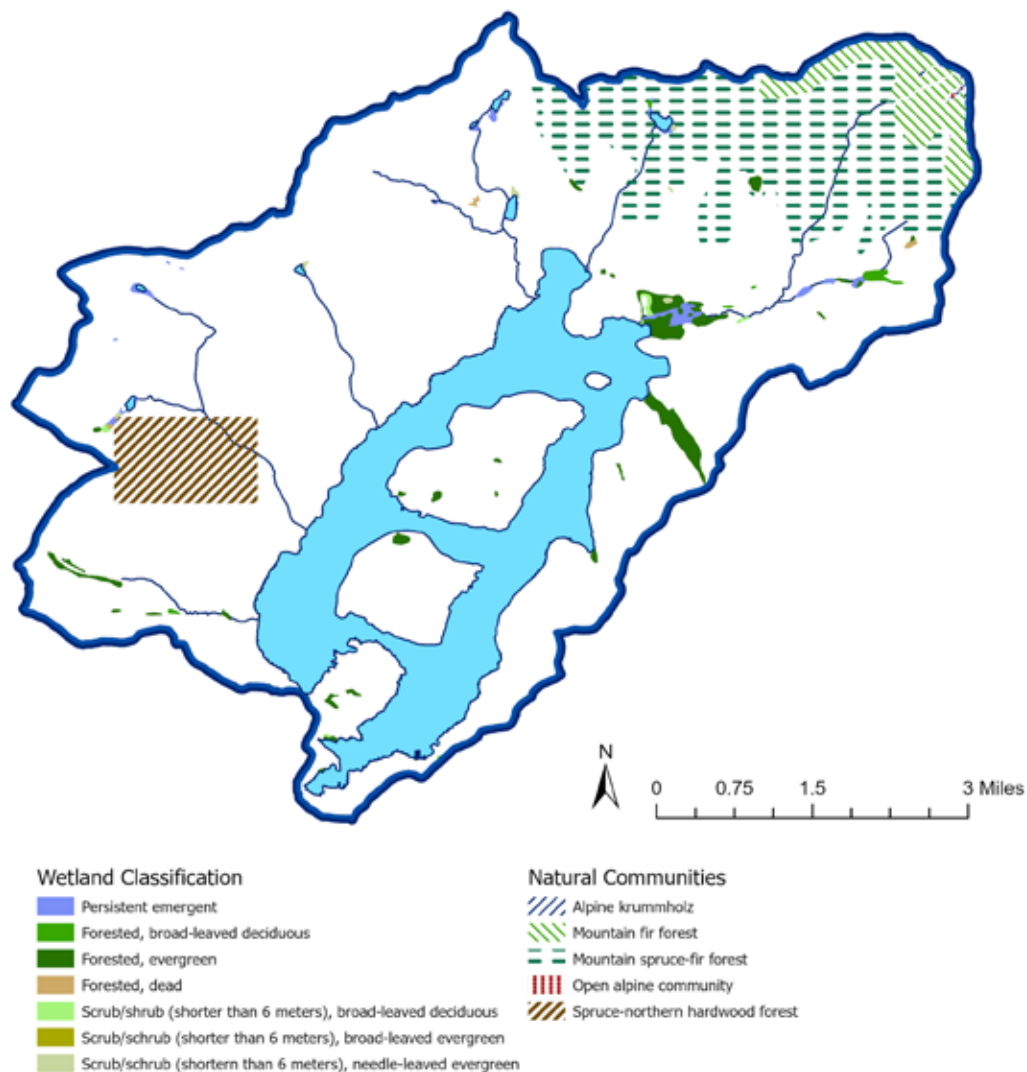 N
0 0.75 1.5 3 Miles
Wetland Classification
Persistent emergent
Forested, broad-leaved deciduous
Forested, evergreen
Forested, dead
Scrub/shrub (shorter than 6 meters), broad-leaved deciduous
Scrub/schrub (shorter than 6 meters), broad-leaved evergreen
Scrub/schrub (shortern than 6 meters), needle-leaved evergreen
Natural Communities
Alpine krummholz
Mountain fir forest
Mountain spruce-fir forest
Open alpine community
Spruce-northern hardwood forest